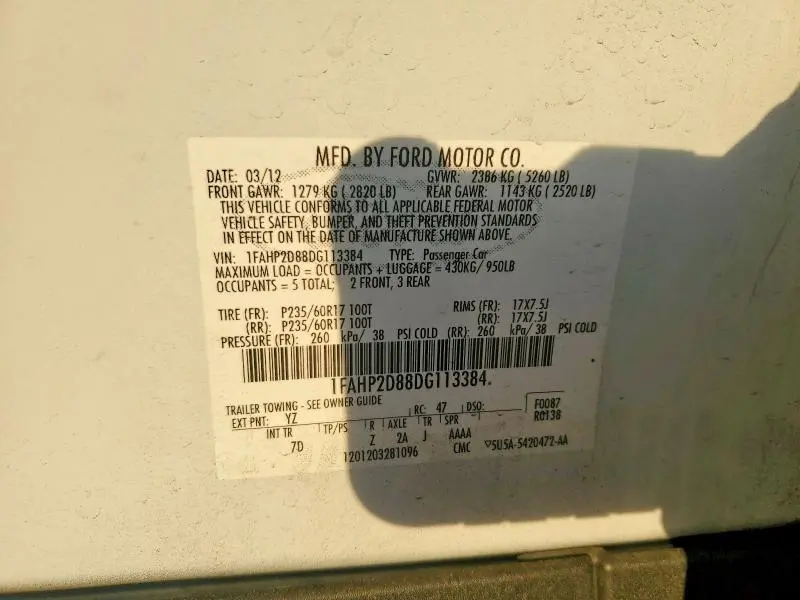 MFD. BY FORD MOTOR CO.
DATE: 03/12 GVWR: 2386 KG ( 5260 LB)
FRONT GAWR: 1279 KG ( 2820 LB) REAR GAWR: 1143 KG ( 2520 LB)
THIS VEHICLE CONFORMS TO ALL APPLICABLE FEDERAL MOTOR
VEHICLE SAFETY, BUMPER, AND THEFT PREVENTION STANDARDS
IN EFFECT ON THE DATE OF MANUFACTURE SHOWN ABOVE.
VIN: 1FAHP2D88DG113384 TYPE: Passenger Car
MAXIMUM LOAD = OCCUPANTS + LUGGAGE = 430KG/ 950LB
OCCUPANTS = 5 TOTAL; 2 FRONT, 3 REAR
TIRE (FR): P235/60R17 100T RIMS (FR): 17X7.5J
(RR): P235/60R17 100T (RR): 17X7.5J
PRESSURE (FR): 260 kPa/ 38 PSI COLD (RR): 260 kPa/ 38 PSI COLD
1FAHP2D88DG113384.
TRAILER TOWING - SEE OWNER GUIDE F0087
EXT PNT: YZ RC: 47 DSO: R0138
INT TR TP/PS R AXLE TR SPR
7D Z 2A J AAAA
1201203281096 CMC ▽5U5A-5420472-AA